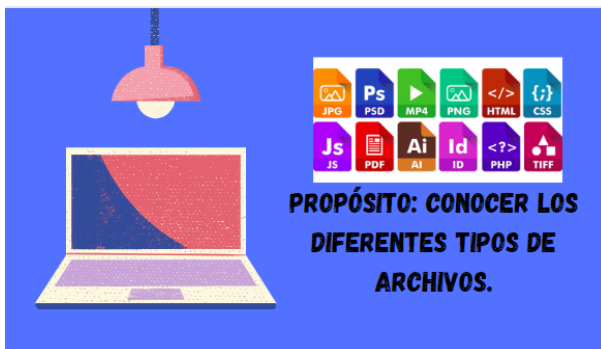 JPG
Ps
PSD
MP4
PNG
</>
HTML
{;}
CSS
Js
JS
PDF
Ai
AI
Id
ID
<?>
PHP
TIFF
PROPÓSITO: CONOCER LOS
DIFERENTES TIPOS DE
ARCHIVOS.